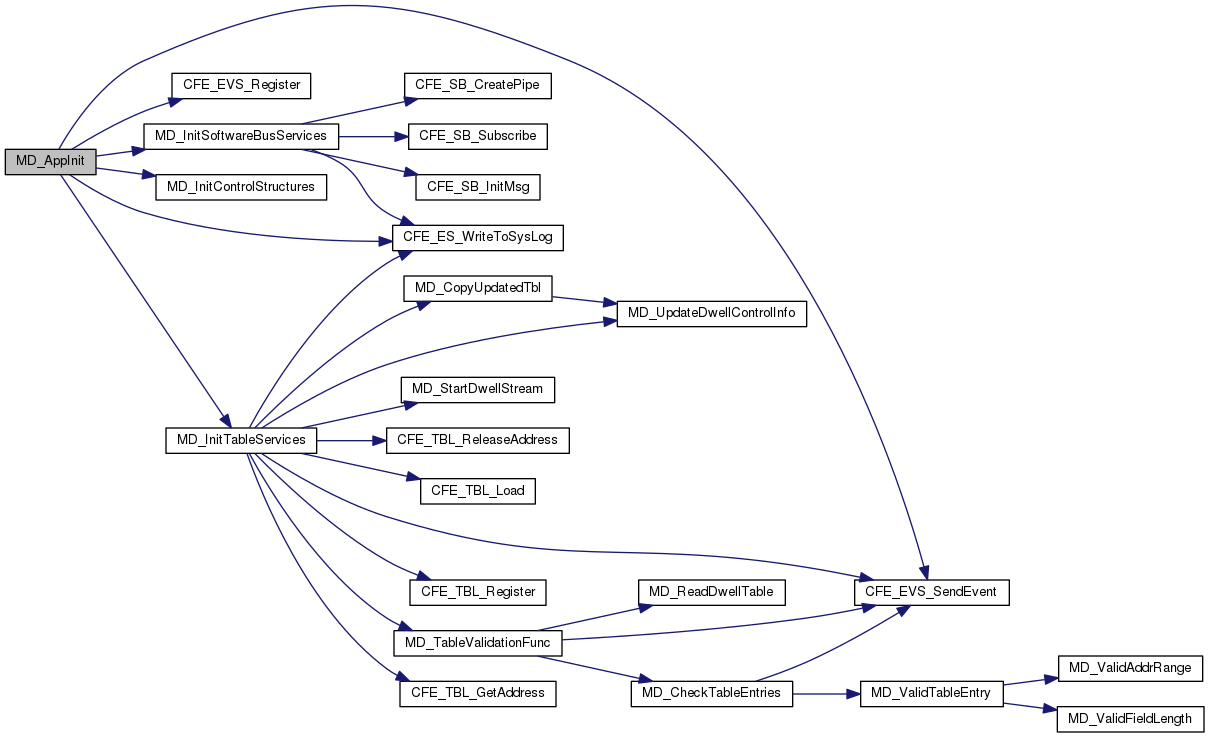 MD_AppInit
CFE_EVS_Register
MD_InitSoftwareBusServices
MD_InitControlStructures
CFE_SB_CreatePipe
CFE_SB_Subscribe
CFE_SB_InitMsg
CFE_ES_WriteToSysLog
MD_CopyUpdatedTbl
MD_UpdateDwellControlInfo
MD_StartDwellStream
MD_InitTableServices
CFE_TBL_ReleaseAddress
CFE_TBL_Load
CFE_TBL_Register
MD_ReadDwellTable
CFE_EVS_SendEvent
MD_TableValidationFunc
CFE_TBL_GetAddress
MD_CheckTableEntries
MD_ValidTableEntry
MD_ValidAddrRange
MD_ValidFieldLength